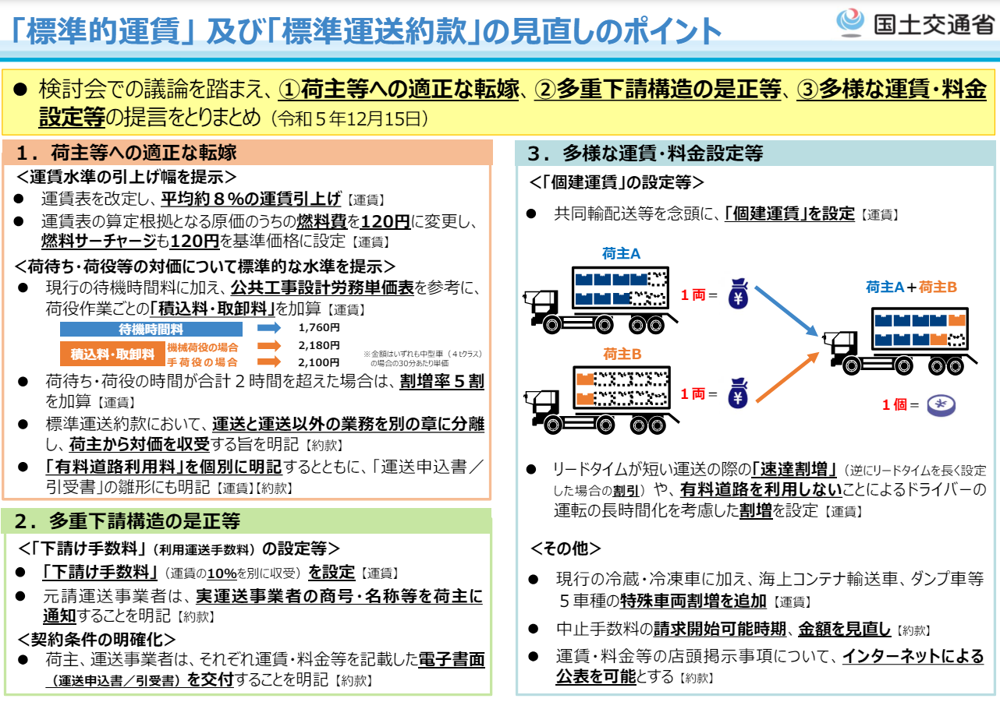 「標準的運賃」 及び「標準運送約款」の見直しのポイント
国土交通省
● 検討会での議論を踏まえ、①荷主等への適正な転嫁、②多重下請構造の是正等、③多様な運賃・料金
設定等の提言をとりまとめ（令和５年12月15日）
１．荷主等への適正な転嫁
＜運賃水準の引上げ幅を提示＞
● 運賃表を改定し、平均約８％の運賃引上げ【運賃】
● 運賃表の算定根拠となる原価のうちの燃料費を120円に変更し、
燃料サーチャージも120円を基準価格に設定【運賃】
＜荷待ち・荷役等の対価について標準的な水準を提示＞
● 現行の待機時間料に加え、公共工事設計労務単価表を参考に、
荷役作業ごとの「積込料・取卸料」を加算【運賃】
待機時間料 1,760円
積込料・取卸料
機械荷役の場合 2,180円
手荷役の場合 2,100円
※金額はいずれも中型車（４tクラス）
の場合の30分あたり単価
● 荷待ち・荷役の時間が合計２時間を超えた場合は、割増率５割
を加算【運賃】
● 標準運送約款において、運送と運送以外の業務を別の章に分離
し、荷主から対価を収受する旨を明記【約款】
● 「有料道路利用料」を個別に明記するとともに、「運送申込書／
引受書」の雛形にも明記【運賃】【約款】
２．多重下請構造の是正等
＜「下請け手数料」（利用運送手数料）の設定等＞
● 「下請け手数料」（運賃の10%を別に収受）を設定【運賃】
● 元請運送事業者は、実運送事業者の商号・名称等を荷主に
通知することを明記【約款】
＜契約条件の明確化＞
● 荷主、運送事業者は、それぞれ運賃・料金等を記載した電子書面
（運送申込書／引受書）を交付することを明記【約款】
３．多様な運賃・料金設定等
＜「個建運賃」の設定等＞
● 共同輸配送等を念頭に、「個建運賃」を設定【運賃】
荷主A
１両＝ ¥
荷主B
１両＝ ¥
荷主A＋荷主B
１個＝
● リードタイムが短い運送の際の「速達割増」（逆にリードタイムを長く設定
した場合の割引）や、有料道路を利用しないことによるドライバーの
運転の長時間化を考慮した割増を設定【運賃】
＜その他＞
● 現行の冷蔵・冷凍車に加え、海上コンテナ輸送車、ダンプ車等
５車種の特殊車両割増を追加【運賃】
● 中止手数料の請求開始可能時期、金額を見直し【約款】
● 運賃・料金等の店頭掲示事項について、インターネットによる
公表を可能とする【約款】